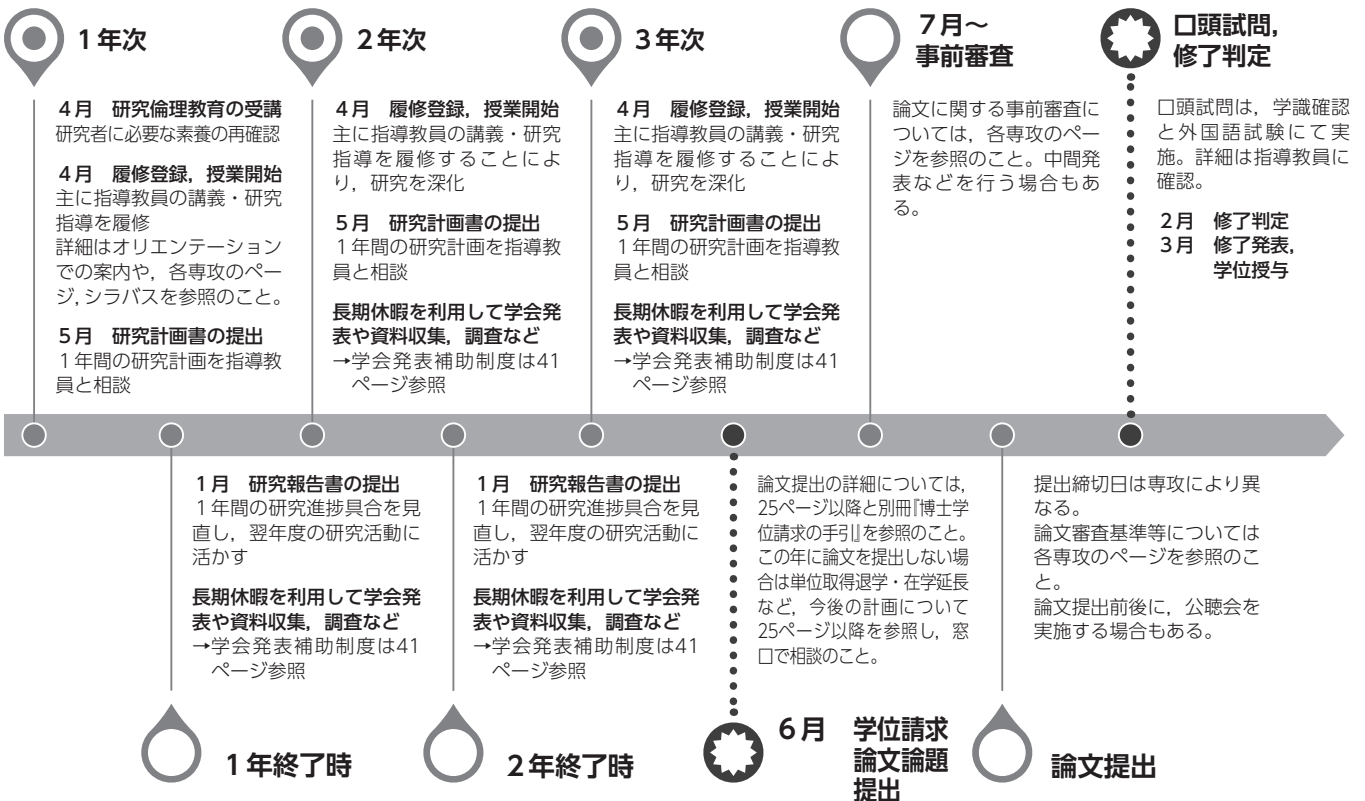 1年次
4月 研究倫理教育の受講
研究者に必要な素養の再確認
4月 履修登録，授業開始
主に指導教員の講義・研究
指導を履修
詳細はオリエンテーション
での案内や，各専攻のペー
ジ，シラバスを参照のこと。
5月 研究計画書の提出
1年間の研究計画を指導教
員と相談
2年次
4月 履修登録，授業開始
主に指導教員の講義・研究
指導を履修することによ
り，研究を深化
5月 研究計画書の提出
1年間の研究計画を指導教
員と相談
長期休暇を利用して学会発
表や資料収集，調査など
→学会発表補助制度は41
ページ参照
3年次
4月 履修登録，授業開始
主に指導教員の講義・研究
指導を履修することによ
り，研究を深化
5月 研究計画書の提出
1年間の研究計画を指導教
員と相談
長期休暇を利用して学会発
表や資料収集，調査など
→学会発表補助制度は41
ページ参照
7月～
事前審査
論文に関する事前審査に
ついては，各専攻のペー
ジを参照のこと。中間発
表などを行う場合もあ
る。
口頭試問，
修了判定
口頭試問は，学識確認
と外国語試験にて実
施。詳細は指導教員に
確認。
2月 修了判定
3月 修了発表，
学位授与
1月 研究報告書の提出
1年間の研究進捗具合を見
直し，翌年度の研究活動に
活かす
長期休暇を利用して学会発
表や資料収集，調査など
→学会発表補助制度は41
ページ参照
1年終了時
1月 研究報告書の提出
1年間の研究進捗具合を見
直し，翌年度の研究活動に
活かす
長期休暇を利用して学会発
表や資料収集，調査など
→学会発表補助制度は41
ページ参照
2年終了時
論文提出の詳細については，
25ページ以降と別冊『博士学
位請求の手引』を参照のこと。
この年に論文を提出しない場
合は単位取得退学・在学延長
など，今後の計画について
25ページ以降を参照し，窓
口で相談のこと。
6月 学位請求
論文論題
提出
提出締切日は専攻により異
なる。
論文審査基準等については
各専攻のページを参照のこ
と。
論文提出前後に，公聴会を
実施する場合もある。
論文提出